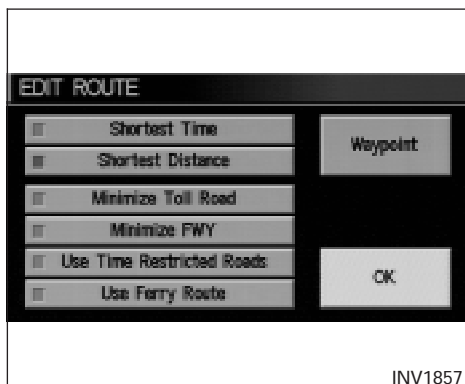 EDIT ROUTE
Shortest Time
Shortest Distance
Minimize Toll Road
Minimize FWY
Use Time Restricted Roads
Use Ferry Route
Waypoint
OK
INV1857